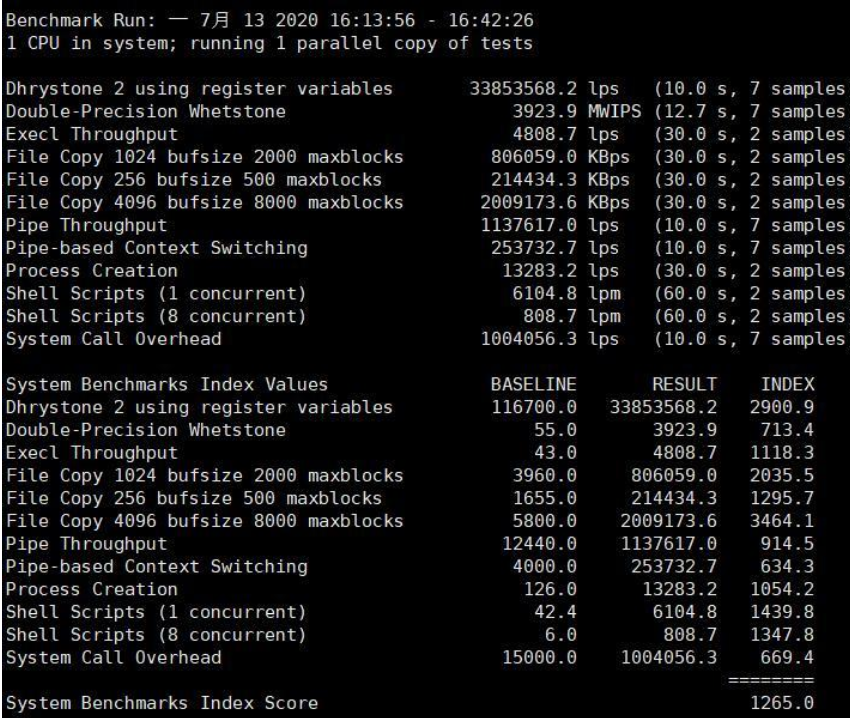 Benchmark Run: 一 7月 13 2020 16:13:56 - 16:42:26
1 CPU in system; running 1 parallel copy of tests
Dhrystone 2 using register variables 33853568.2 lps (10.0 s, 7 samples
Double-Precision Whetstone 3923.9 MWIPS (12.7 s, 7 samples
Execl Throughput 4808.7 lps (30.0 s, 2 samples
File Copy 1024 bufsize 2000 maxblocks 806059.0 KBps (30.0 s, 2 samples
File Copy 256 bufsize 500 maxblocks 214434.3 KBps (30.0 s, 2 samples
File Copy 4096 bufsize 8000 maxblocks 2009173.6 KBps (30.0 s, 2 samples
Pipe Throughput 1137617.0 lps (10.0 s, 7 samples
Pipe-based Context Switching 253732.7 lps (10.0 s, 7 samples
Process Creation 13283.2 lps (30.0 s, 2 samples
Shell Scripts (1 concurrent) 6104.8 lpm (60.0 s, 2 samples
Shell Scripts (8 concurrent) 808.7 lpm (60.0 s, 2 samples
System Call Overhead 1004056.3 lps (10.0 s, 7 samples
System Benchmarks Index Values BASELINE RESULT INDEX
Dhrystone 2 using register variables 116700.0 33853568.2 2900.9
Double-Precision Whetstone 55.0 3923.9 713.4
Execl Throughput 43.0 4808.7 1118.3
File Copy 1024 bufsize 2000 maxblocks 3960.0 806059.0 2035.5
File Copy 256 bufsize 500 maxblocks 1655.0 214434.3 1295.7
File Copy 4096 bufsize 8000 maxblocks 5800.0 2009173.6 3464.1
Pipe Throughput 12440.0 1137617.0 914.5
Pipe-based Context Switching 4000.0 253732.7 634.3
Process Creation 126.0 13283.2 1054.2
Shell Scripts (1 concurrent) 42.4 6104.8 1439.8
Shell Scripts (8 concurrent) 6.0 808.7 1347.8
System Call Overhead 15000.0 1004056.3 669.4
========
System Benchmarks Index Score 1265.0